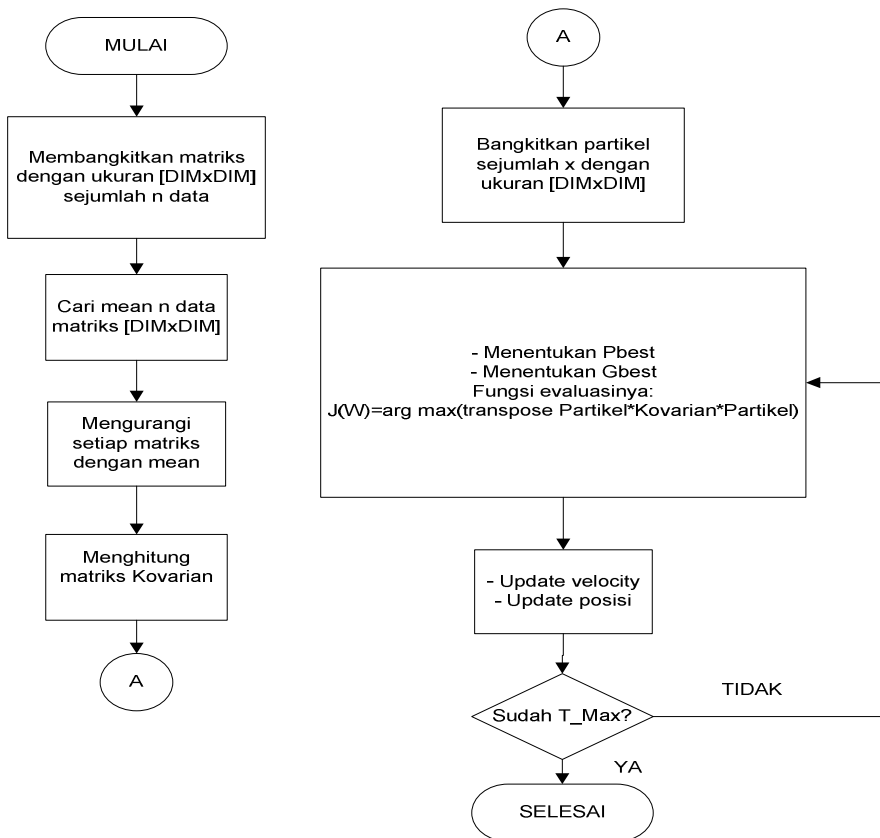 MULAI
Membangkitkan matriks
dengan ukuran [DIMxDIM]
sejumlah n data
Cari mean n data
matriks [DIMxDIM]
Mengurangi
setiap matriks
dengan mean
Menghitung
matriks Kovarian
A
A
Bangkitkan partikel
sejumlah x dengan
ukuran [DIMxDIM]
- Menentukan Pbest
- Menentukan Gbest
Fungsi evaluasinya:
J(W)=arg max(transpose Partikel*Kovarian*Partikel)
- Update velocity
- Update posisi
Sudah T_Max?
TIDAK
YA
SELESAI